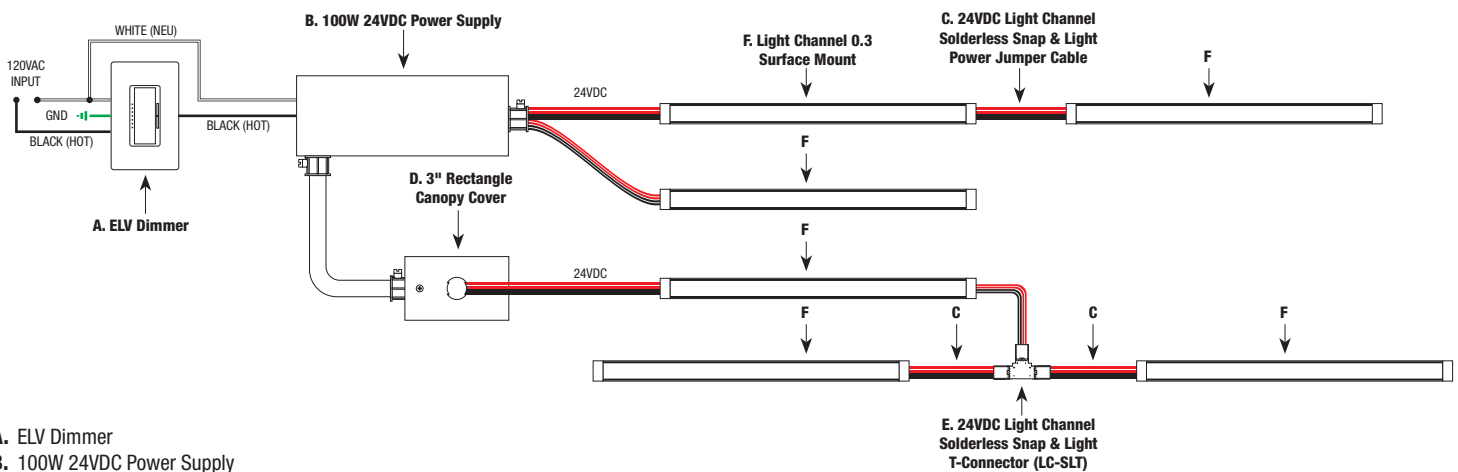 B. 100W 24VDC Power Supply
C. 24VDC Light Channel
Solderless Snap & Light
Power Jumper Cable
WHITE (NEU)
F. Light Channel 0.3
Surface Mount
F
120VAC
INPUT
24VDC
GND
BLACK (HOT)
BLACK (HOT)
F
D. 3" Rectangle
Canopy Cover
A. ELV Dimmer
F
24VDC
F
C
C
F
E. 24VDC Light Channel
Solderless Snap & Light
T-Connector (LC-SLT)
A. ELV Dimmer
B. 100W 24VDC Power Supply